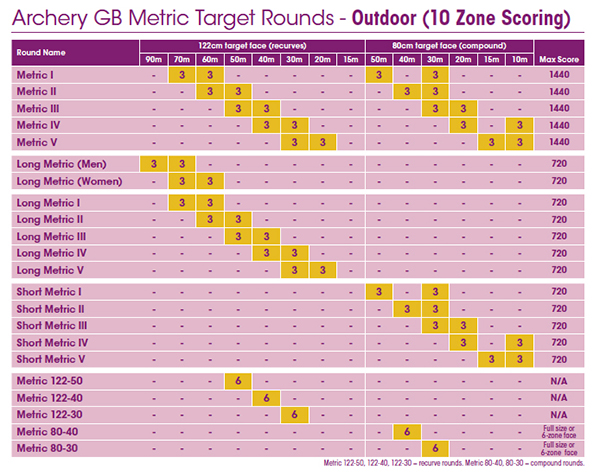 Archery GB Metric Target Rounds - Outdoor (10 Zone Scoring)
122cm target face (recurves) 80cm target face (compound)
Round Name 90m 70m 60m 50m 40m 30m 20m 15m 50m 40m 30m 20m 15m 10m Max Score
Metric I - 3 3 - - - - - 3 - 3 - - - 1440
Metric II - - 3 3 - - - - - 3 3 - - - 1440
Metric III - - - 3 3 - - - - - 3 3 - - 1440
Metric IV - - - - 3 3 - - - - - 3 - 3 1440
Metric V - - - - - 3 3 - - - - - 3 3 1440
Long Metric (Men) 3 3 - - - - - - - - - - - - 720
Long Metric (Women) - 3 3 - - - - - - - - - - - 720
Long Metric I - 3 3 - - - - - - - - - - - 720
Long Metric II - - 3 3 - - - - - - - - - - 720
Long Metric III - - - 3 3 - - - - - - - - - 720
Long Metric IV - - - - 3 3 - - - - - - - - 720
Long Metric V - - - - - 3 3 - - - - - - - 720
Short Metric I - - - - - - - - 3 - 3 - - - 720
Short Metric II - - - - - - - - - 3 3 - - - 720
Short Metric III - - - - - - - - - - 3 3 - - 720
Short Metric IV - - - - - - - - - - - 3 - 3 720
Short Metric V - - - - - - - - - - - - 3 3 720
Metric 122-50 - - - 6 - - - - - - - - - - N/A
Metric 122-40 - - - - 6 - - - - - - - - - N/A
Metric 122-30 - - - - - 6 - - - - - - - - N/A
Metric 80-40 - - - - - - - - - 6 - - - - Full size or
6-zone face
Metric 80-30 - - - - - - - - - - 6 - - - Full size or
6-zone face
Metric 122-50, 122-40, 122-30 = recurve rounds. Metric 80-40, 80-30 = compound rounds.